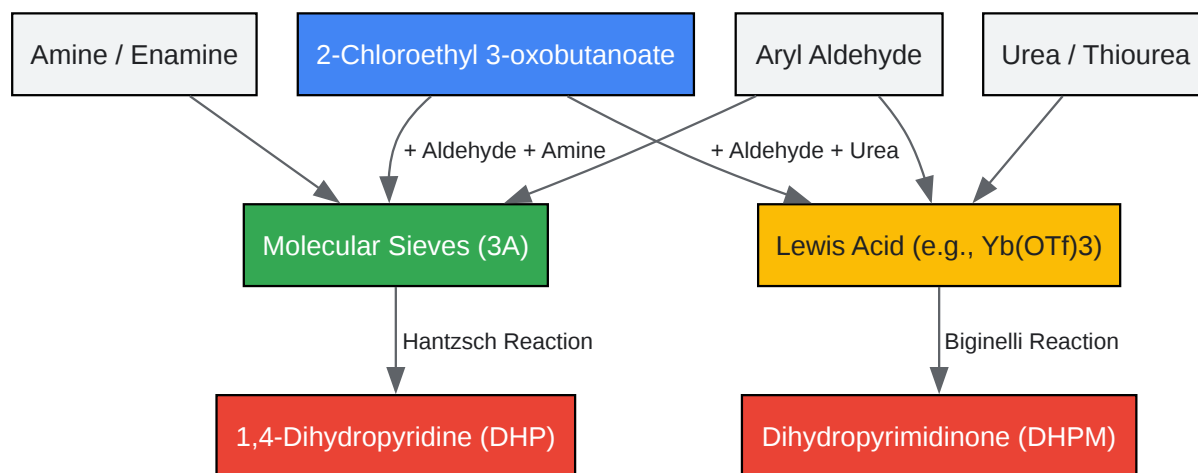 Amine / Enamine
2-Chloroethyl 3-oxobutanoate
Aryl Aldehyde
Urea / Thiourea
+ Aldehyde + Amine
+ Aldehyde + Urea
Molecular Sieves (3A)
Lewis Acid (e.g., Yb(OTf)3)
Hantzsch Reaction
Biginelli Reaction
1,4-Dihydropyridine (DHP)
Dihydropyrimidinone (DHPM)